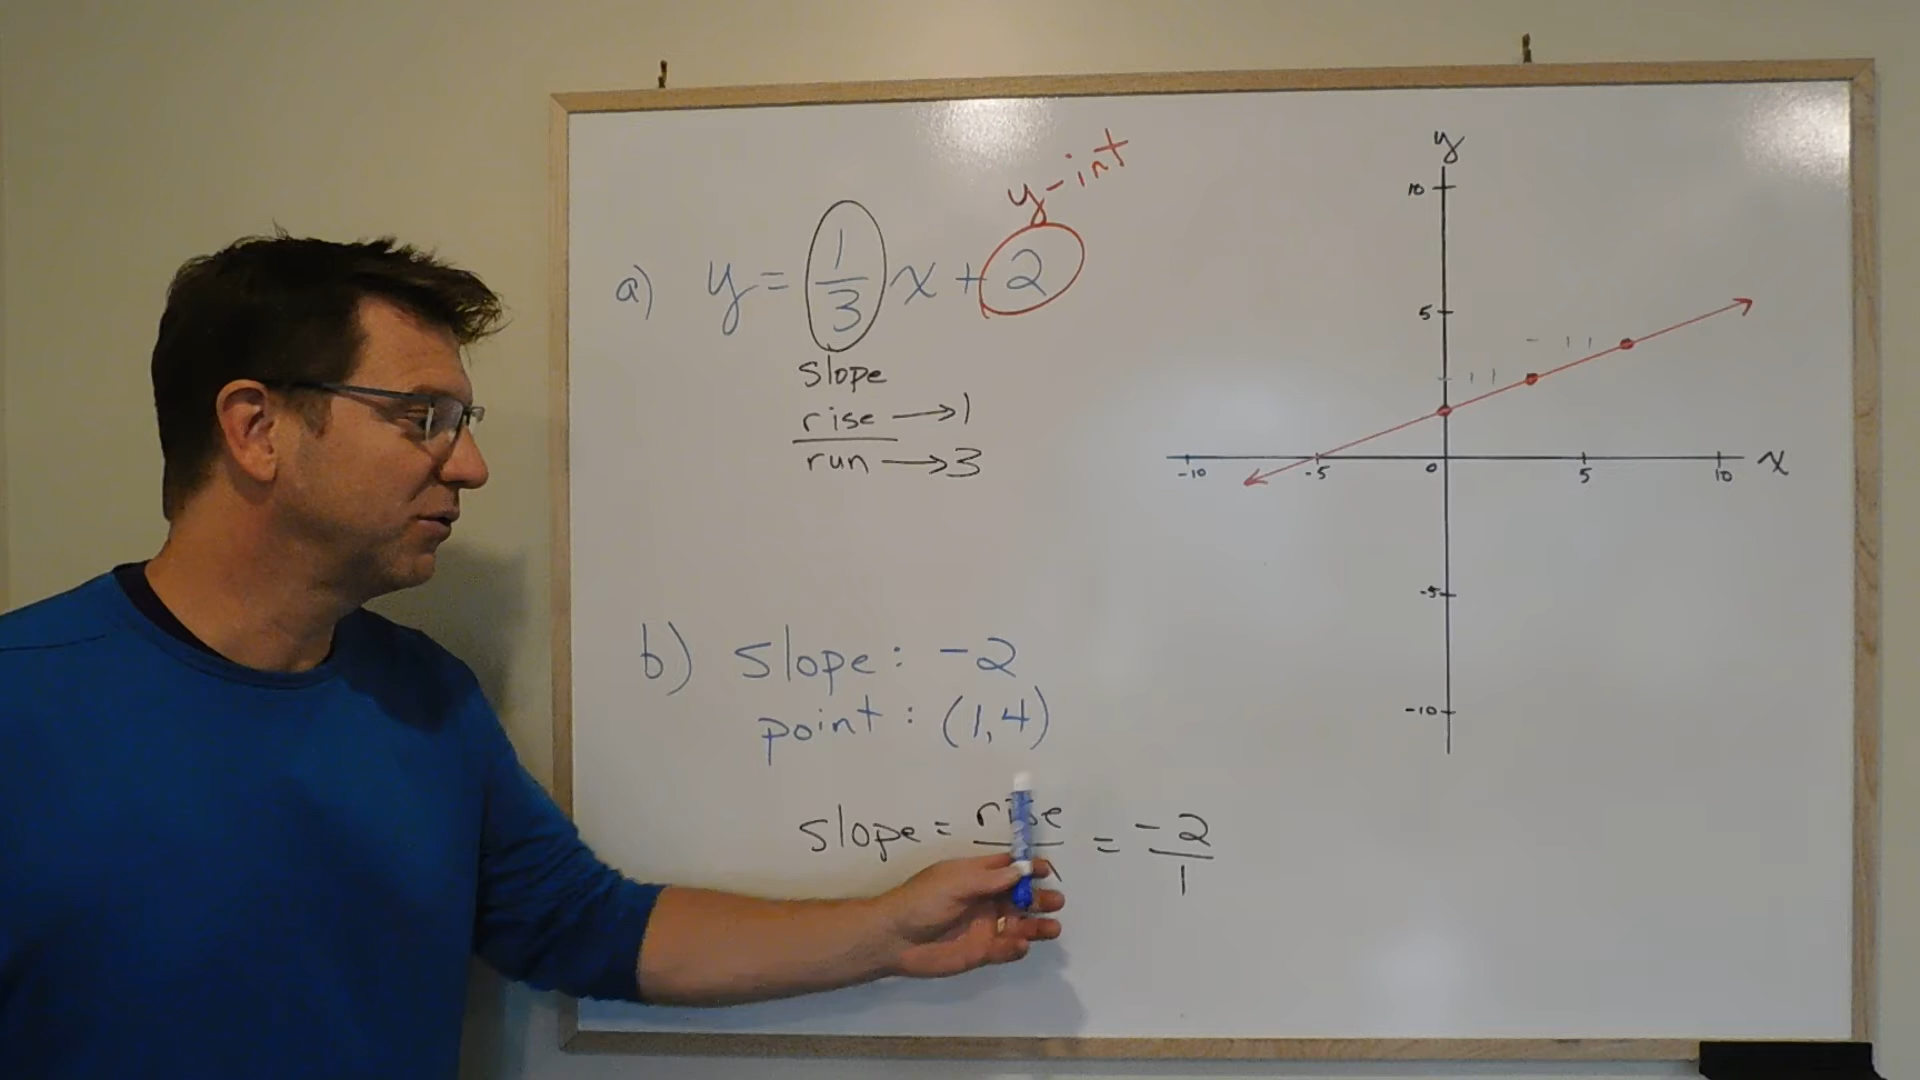 y-int
a) y = 1/3 x + 2
slope
rise → 1
run → 3
b) slope: -2
point: (1,4)
slope = rise = -2/1
y
10
5
-10 -5 0 5 10 x
-5
-10